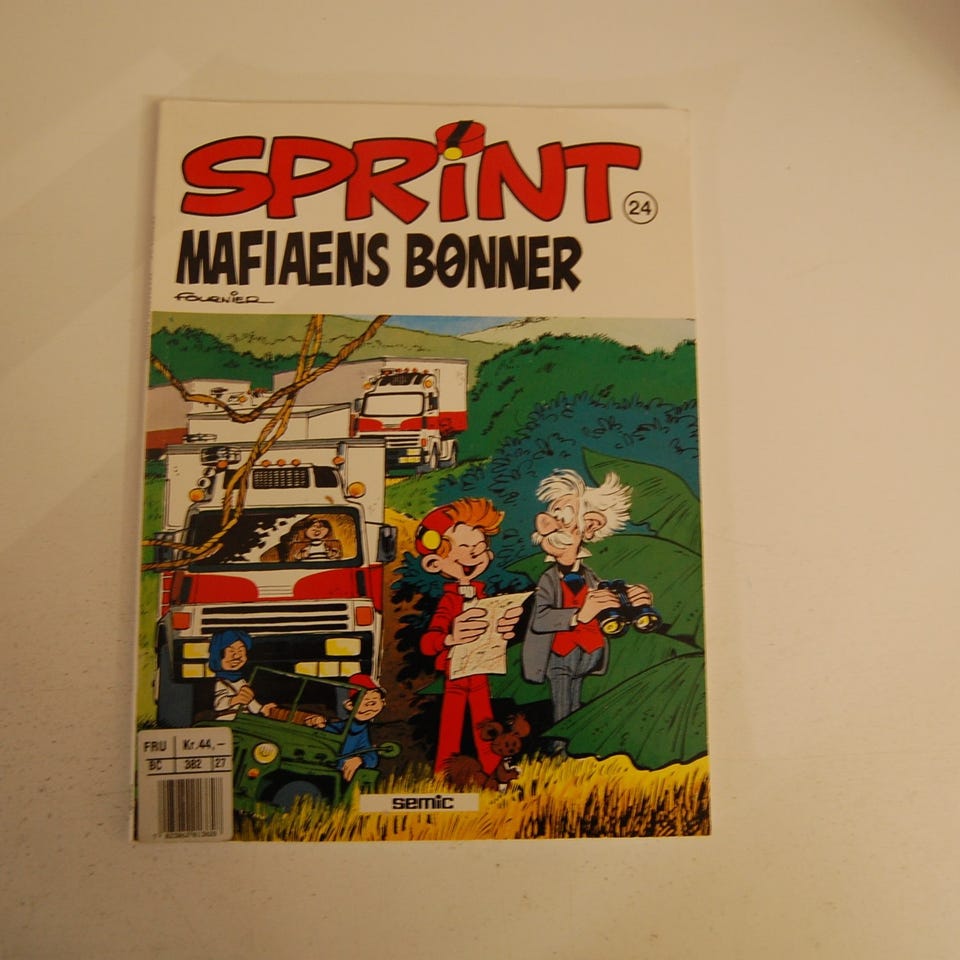 SPRiNT
24
MAFIAENS BØNNER
FOURNIER
FRU Kr.44,–
BC 382 27
semic